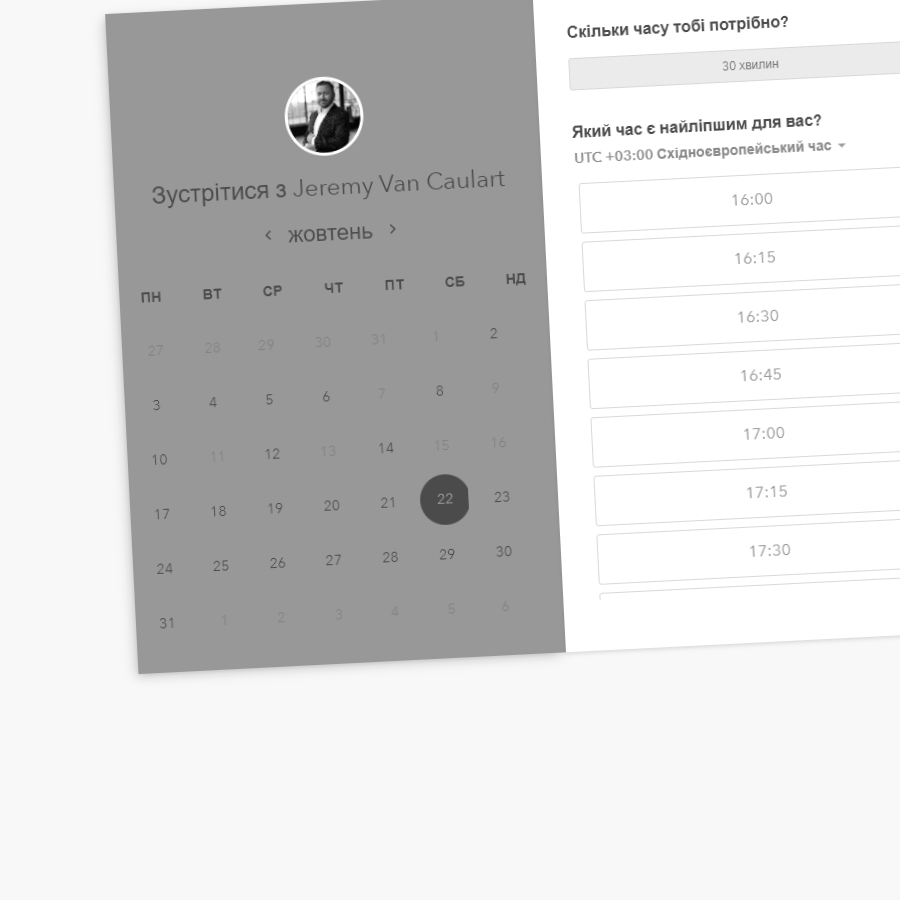 Зустрітися з Jeremy Van Caulart
жовтень
ПН ВТ СР ЧТ ПТ СБ НД
27 28 29 30 31 1 2
3 4 5 6 7 8 9
10 11 12 13 14 15 16
17 18 19 20 21 22 23
24 25 26 27 28 29 30
31 1 2 3 4 5 6
Скільки часу тобі потрібно?
30 хвилин
Який час є найліпшим для вас?
UTC +03:00 Східноєвропейський час
16:00
16:15
16:30
16:45
17:00
17:15
17:30